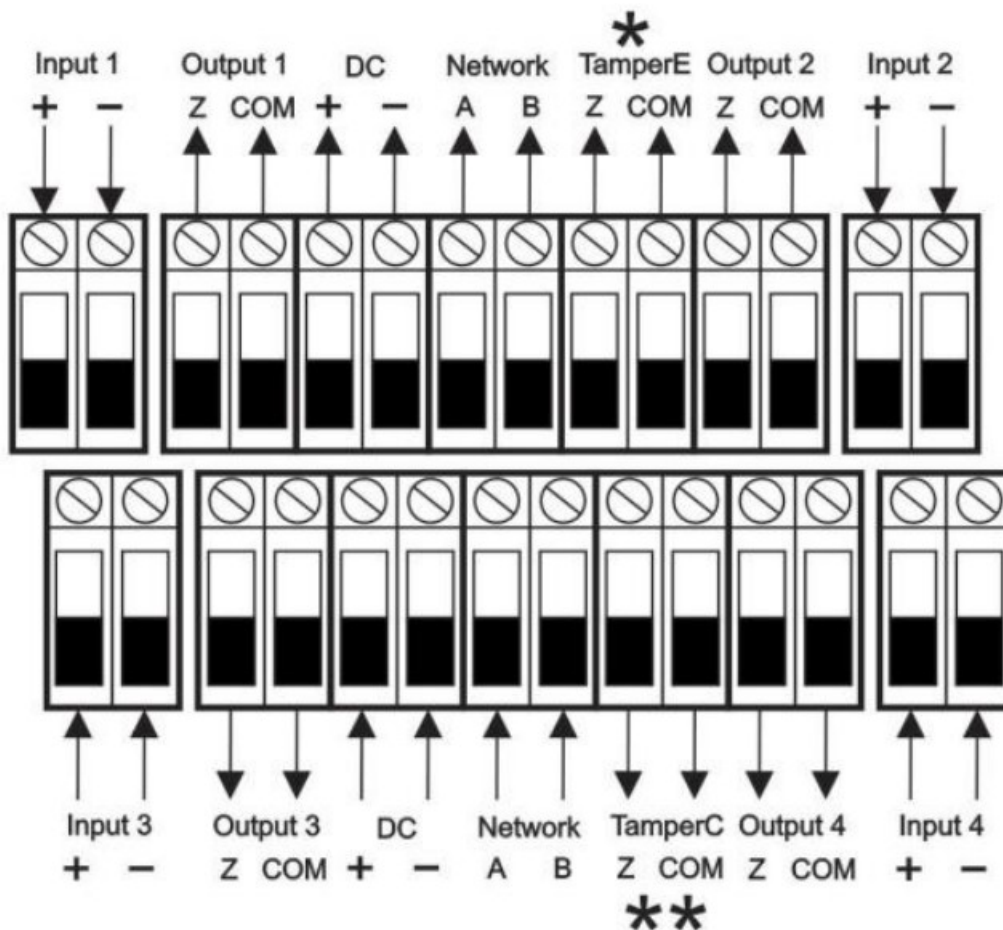 *
Input 1 Output 1 DC Network TamperE Output 2 Input 2
+ − Z COM + − A B Z COM Z COM + −
Input 3 Output 3 DC Network TamperC Output 4 Input 4
+ − Z COM + − A B Z COM Z COM + −
**